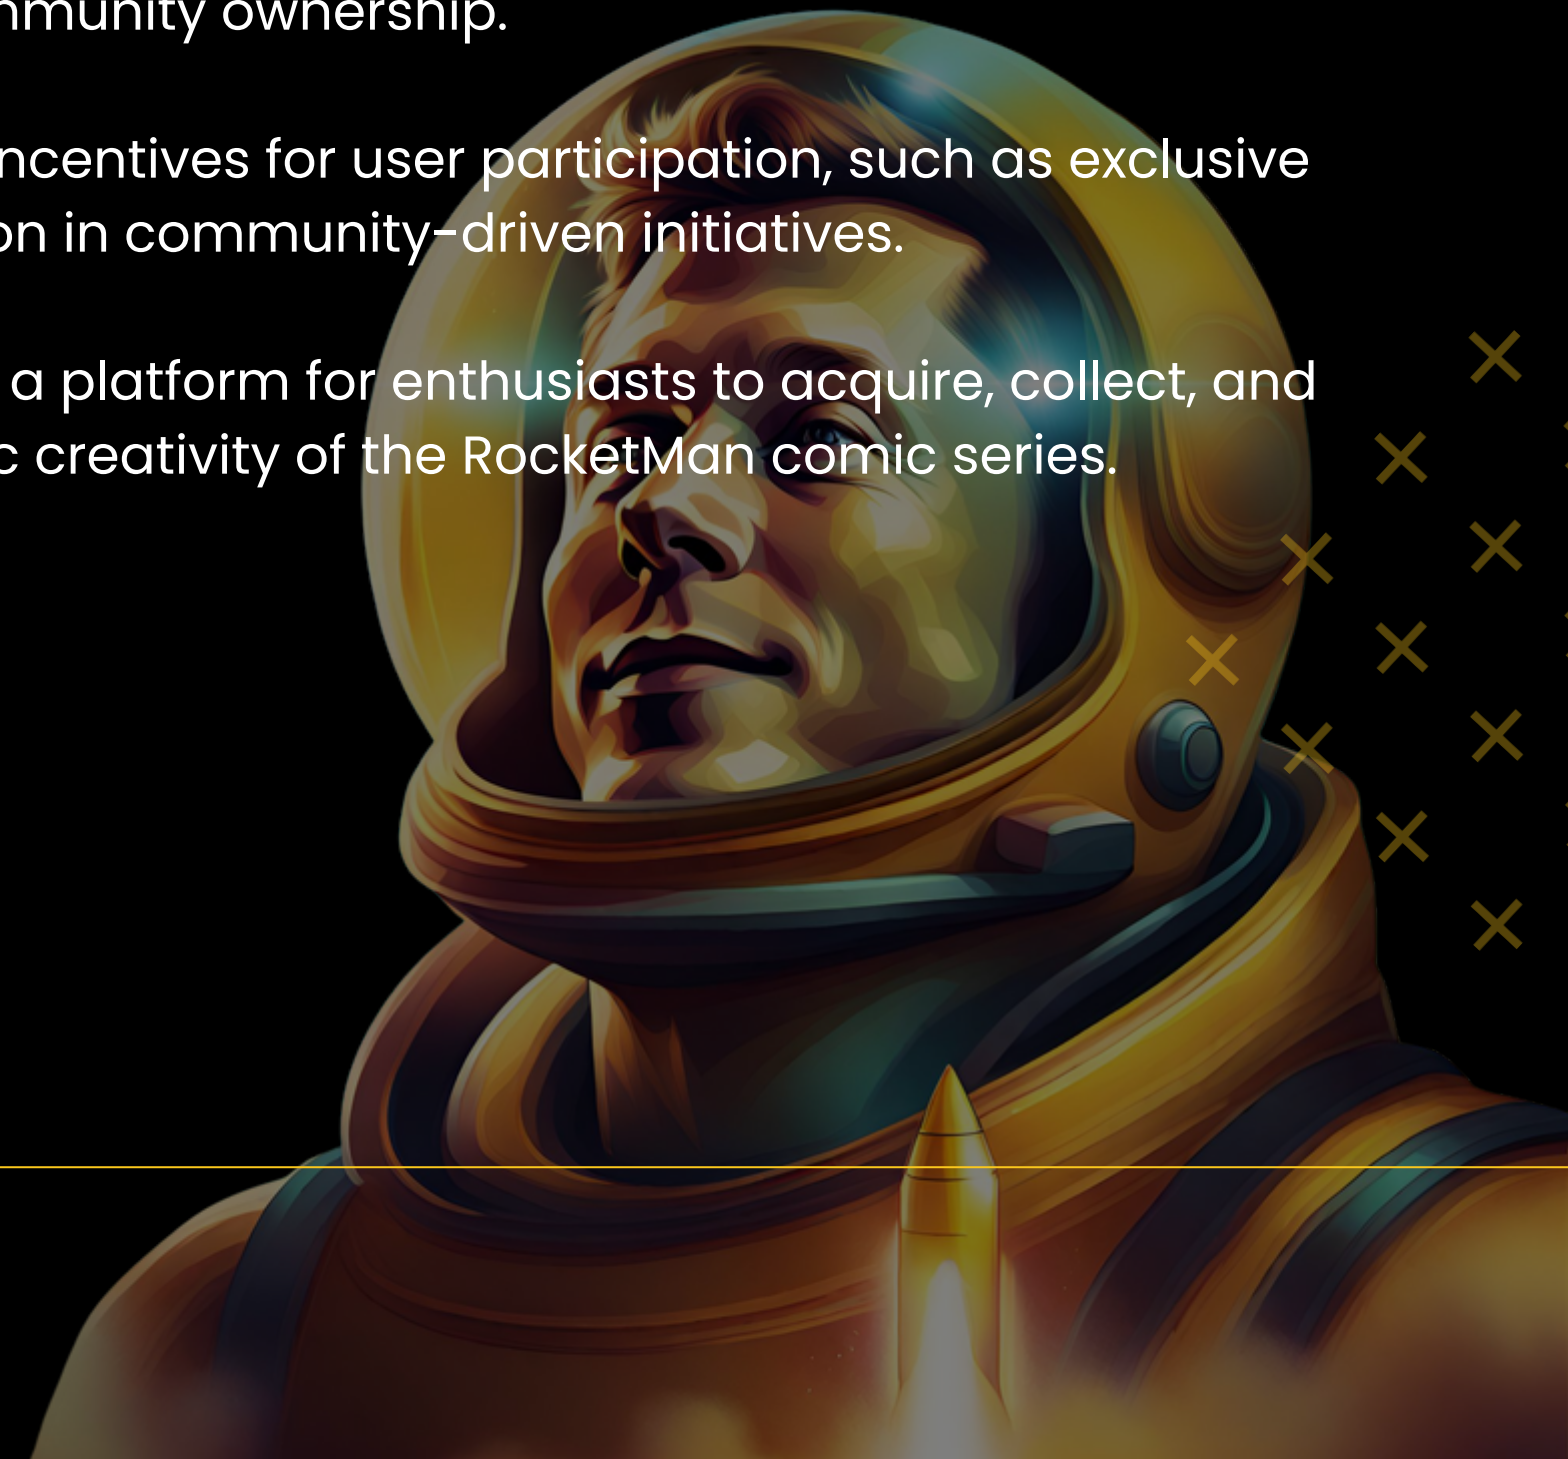 munity ownership.
ncentives for user participation, such as exclusive
on in community-driven initiatives.
a platform for enthusiasts to acquire, collect, and
c creativity of the RocketMan comic series.